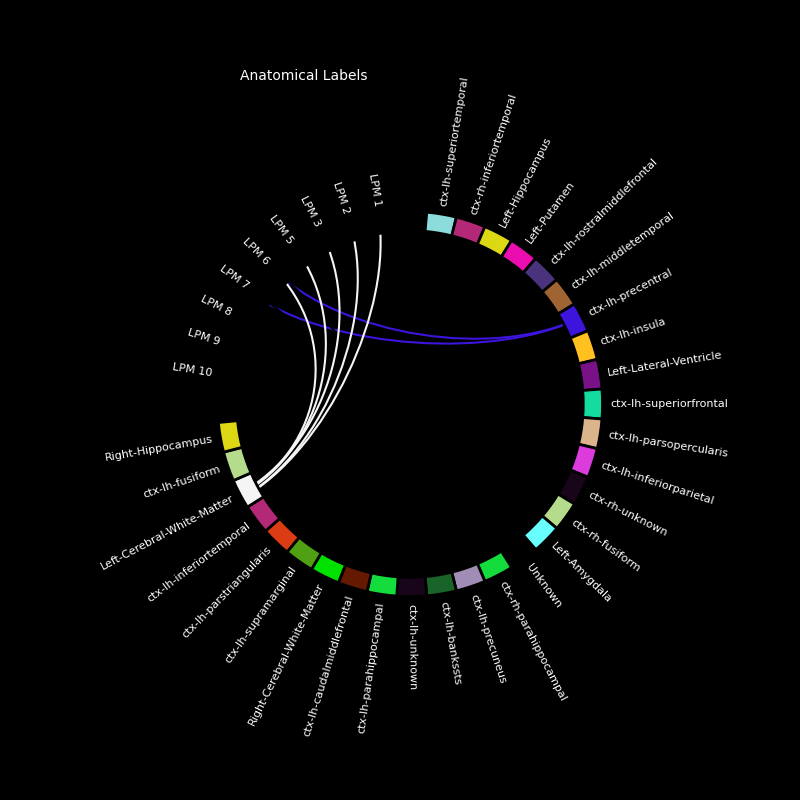 Anatomical Labels
LPM 1
LPM 2
LPM 3
LPM 5
LPM 6
LPM 7
LPM 8
LPM 9
LPM 10
Right-Hippocampus
ctx-lh-fusiform
Left-Cerebral-White-Matter
ctx-lh-inferiortemporal
ctx-lh-parstriangularis
ctx-lh-supramarginal
Right-Cerebral-White-Matter
ctx-lh-caudalmiddlefrontal
ctx-lh-parahippocampal
ctx-lh-unknown
ctx-lh-bankssts
ctx-lh-precuneus
ctx-rh-parahippocampal
Unknown
Left-Amygdala
ctx-rh-fusiform
ctx-rh-unknown
ctx-lh-inferiorparietal
ctx-lh-parsopercularis
ctx-lh-superiorfrontal
Left-Lateral-Ventricle
ctx-lh-insula
ctx-lh-precentral
ctx-lh-middletemporal
ctx-lh-rostralmiddlefrontal
Left-Putamen
Left-Hippocampus
ctx-rh-inferiortemporal
ctx-lh-superiortemporal